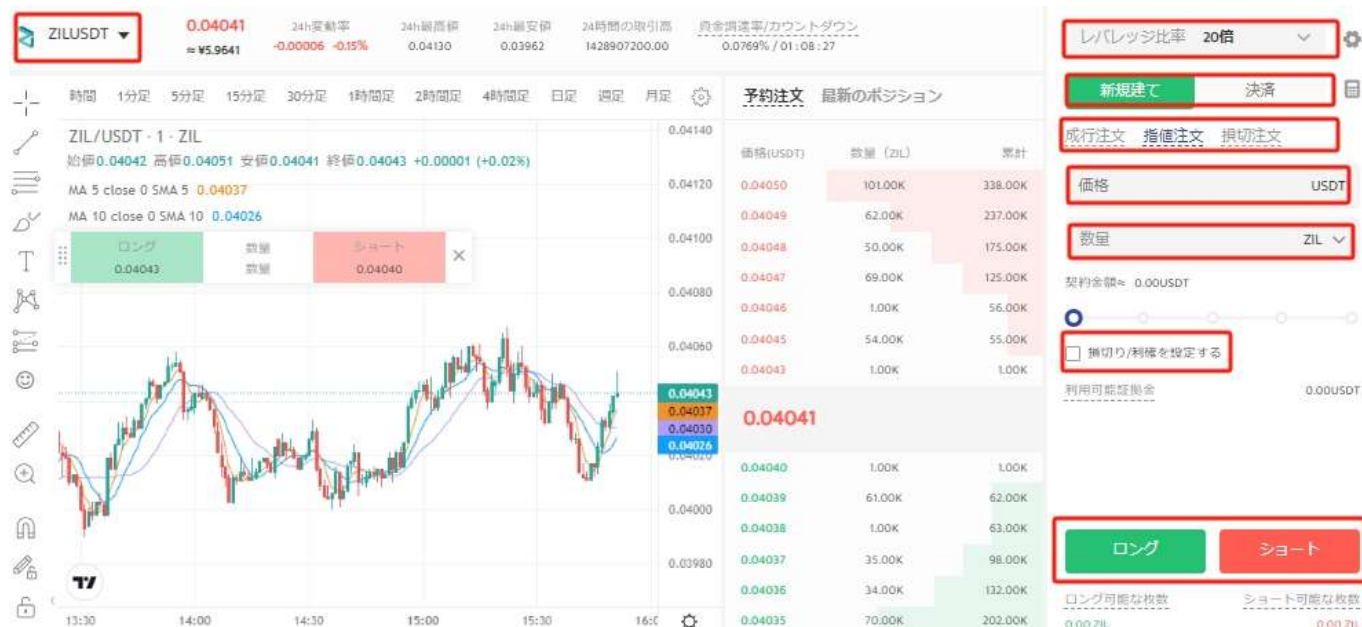 ZILUSDT
0.04041
≈ ¥5.9641
24h変動率
-0.00006 -0.15%
24h最高値
0.04130
24h最安値
0.03962
24時間の取引高
1428907200.00
資金調達率/カウントダウン
0.0769% / 01:08:27
時間 1分足 5分足 15分足 30分足 1時間足 2時間足 4時間足 日足 週足 月足
ZIL/USDT · 1 · ZIL
始値0.04042 高値0.04051 安値0.04041 終値0.04043 +0.00001 (+0.02%)
MA 5 close 0 SMA 5 0.04037
MA 10 close 0 SMA 10 0.04026
ロング 数量 ショート
0.04043 数量 0.04040
0.04140
0.04120
0.04100
0.04080
0.04060
0.04043
0.04037
0.04030
0.04026
0.04020
0.04000
0.03980
13:30 14:00 14:30 15:00 15:30 16:0
予約注文 最新のポジション
価格(USDT) 数量 (ZIL) 累計
0.04050 101.00K 338.00K
0.04049 62.00K 237.00K
0.04048 50.00K 175.00K
0.04047 69.00K 125.00K
0.04046 1.00K 56.00K
0.04045 54.00K 55.00K
0.04043 1.00K 1.00K
0.04041
0.04040 1.00K 1.00K
0.04039 61.00K 62.00K
0.04038 1.00K 63.00K
0.04037 35.00K 98.00K
0.04036 34.00K 132.00K
0.04035 70.00K 202.00K
レバレッジ比率 20倍
新規建て 決済
成行注文 指値注文 損切注文
価格 USDT
数量 ZIL
契約金額≈ 0.00USDT
損切り/利確を設定する
利用可能証拠金 0.00USDT
ロング ショート
ロング可能な枚数 ショート可能な枚数
0.00 ZIL 0.00 ZIL